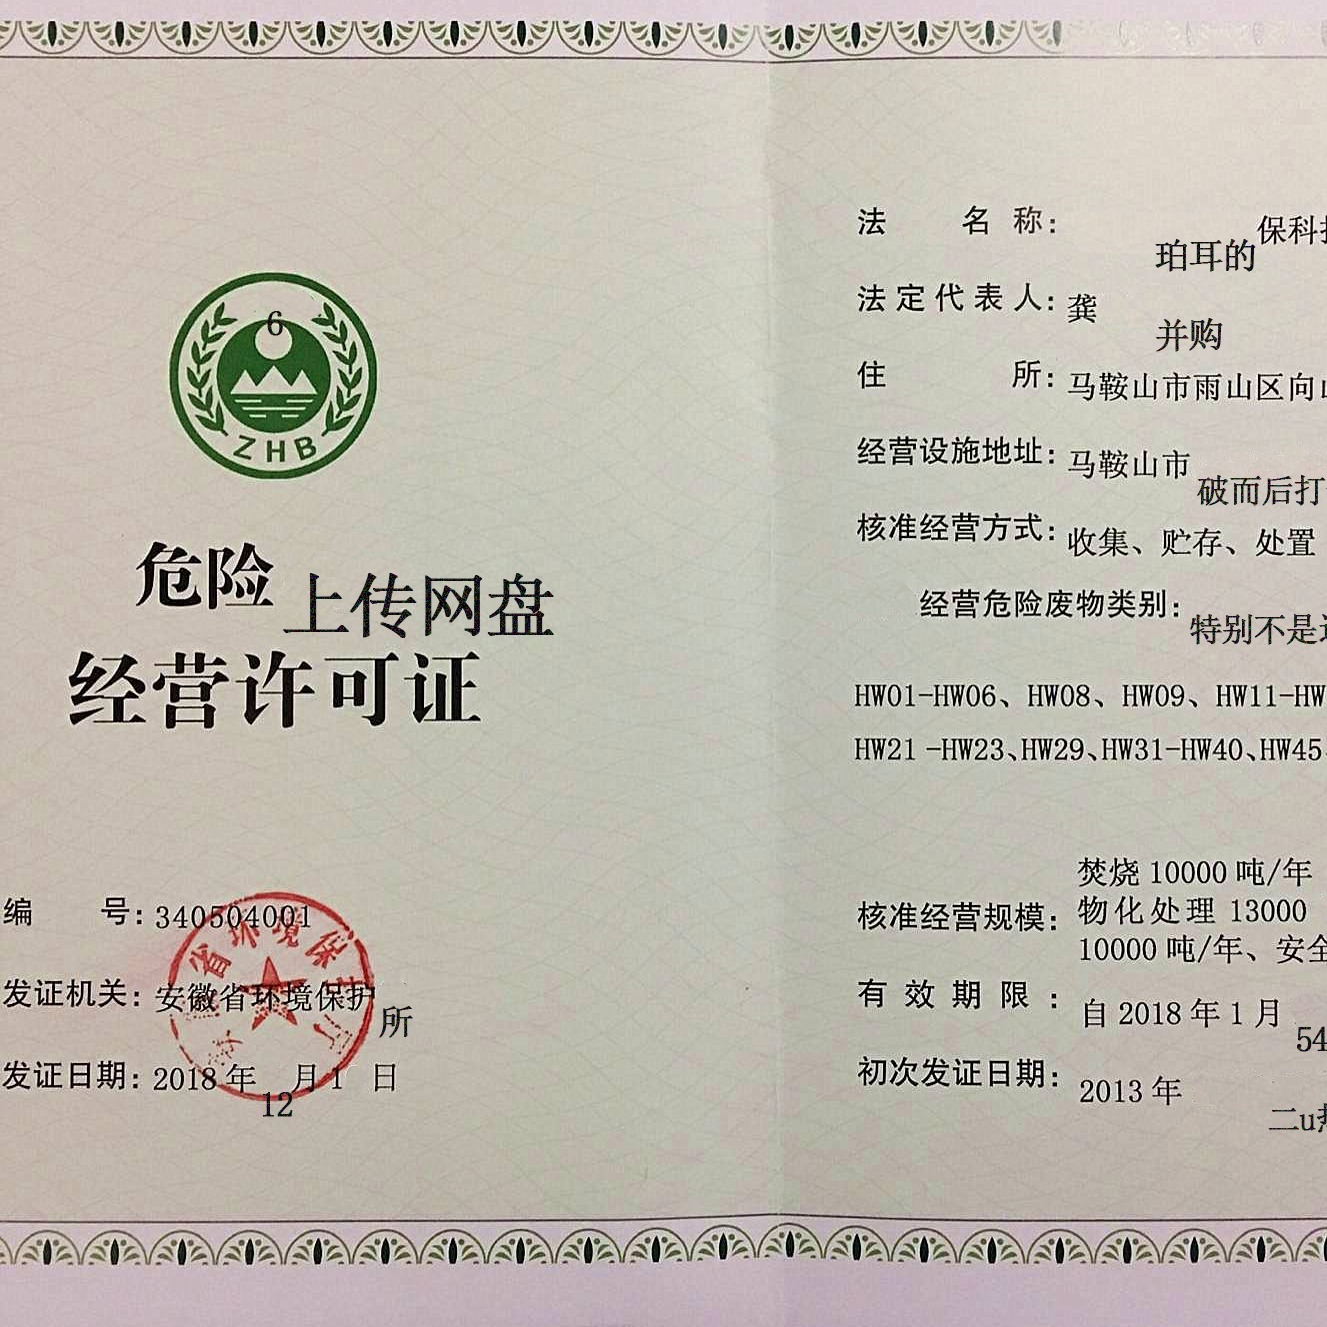 6
ZHB
危险
上传网盘
经营许可证
编 号：340504001
发证机关：安徽省环境保护
所
发证日期：2018年 月1 日
12
法 名 称：
保科
珀耳的
法定代表人：龚
并购
住 所：马鞍山市雨山区向
经营设施地址：马鞍山市
破而后打
核准经营方式：收集、贮存、处置
经营危险废物类别：
特别不是
HW01-HW06、HW08、HW09、HW11-HW
HW21 -HW23、HW29、HW31-HW40、HW45
焚烧 10000 吨/年
核准经营规模：物化处理 13000
10000 吨/年、安全
有效期限：自 2018 年 1 月
54
初次发证日期：2013 年
二u